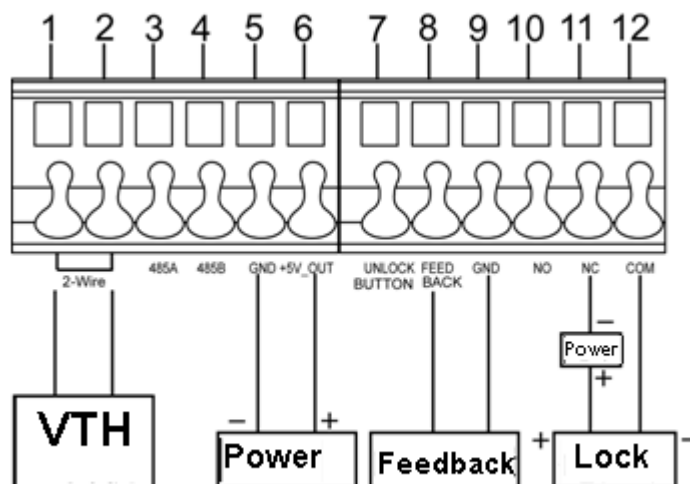 1 2 3 4 5 6 7 8 9 10 11 12
485A 485B GND +5V_OUT UNLOCK BUTTON FEED BACK GND NO NC COM
2-Wire
−
Power
+
VTH
− +
Power
Feedback
+ −
Lock